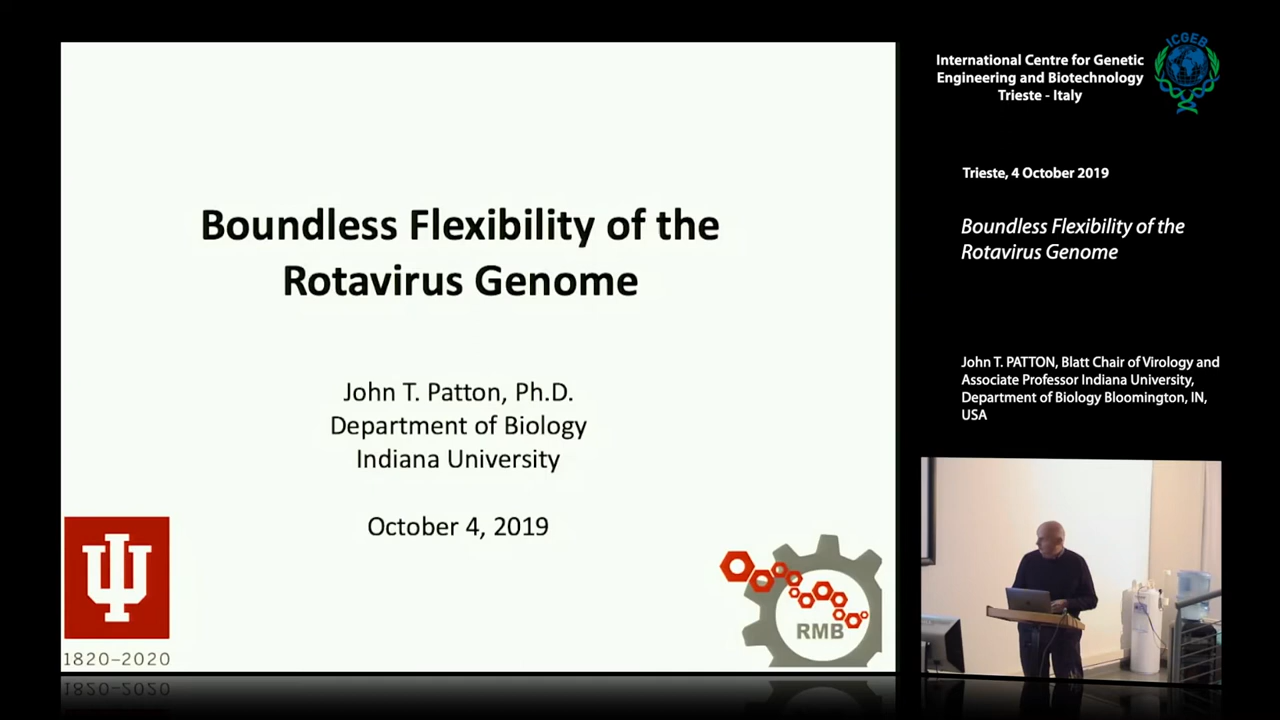 Boundless Flexibility of the
Rotavirus Genome
John T. Patton, Ph.D.
Department of Biology
Indiana University
October 4, 2019
1820–2020
RMB
International Centre for Genetic
Engineering and Biotechnology
Trieste - Italy
ICGEB
Trieste, 4 October 2019
Boundless Flexibility of the
Rotavirus Genome
John T. PATTON, Blatt Chair of Virology and
Associate Professor Indiana University,
Department of Biology Bloomington, IN,
USA